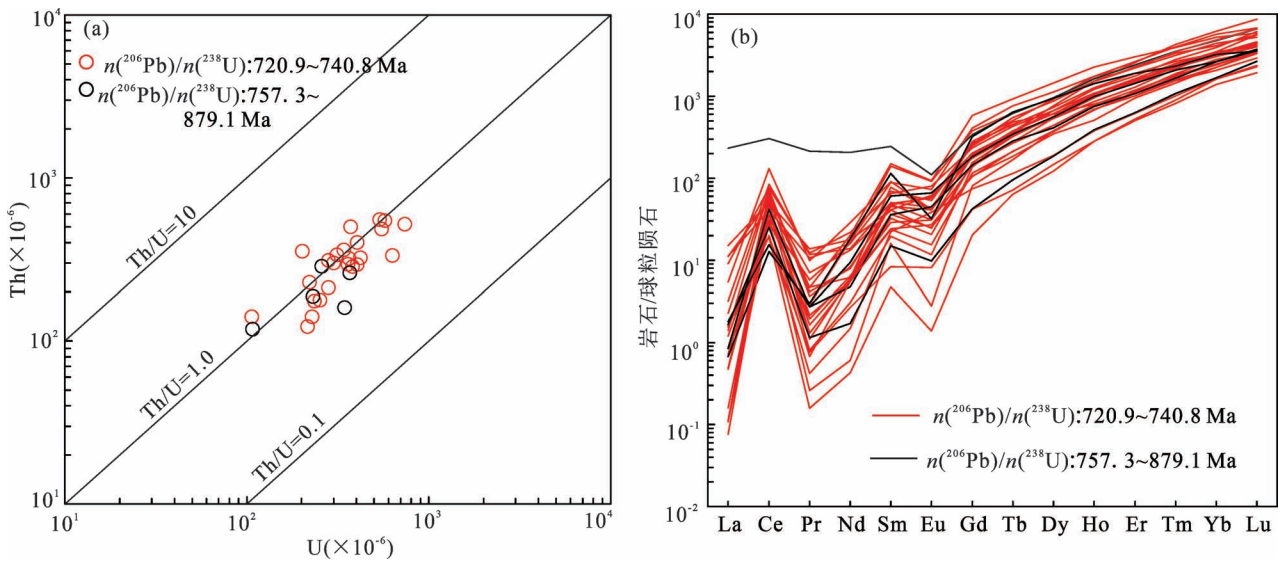 (a)
n(²⁰⁶Pb)/n(²³⁸U):720.9~740.8 Ma
n(²⁰⁶Pb)/n(²³⁸U):757. 3~
879.1 Ma
10⁴
10³
10²
10¹
Th(×10⁻⁶)
Th/U=10
Th/U=1.0
Th/U=0.1
10¹ 10² 10³ 10⁴
U(×10⁻⁶)
(b)
10⁴
10³
10²
10¹
10⁰
10⁻¹
10⁻²
岩石/球粒陨石
n(²⁰⁶Pb)/n(²³⁸U):720.9~740.8 Ma
n(²⁰⁶Pb)/n(²³⁸U):757. 3~879.1 Ma
La Ce Pr Nd Sm Eu Gd Tb Dy Ho Er Tm Yb Lu